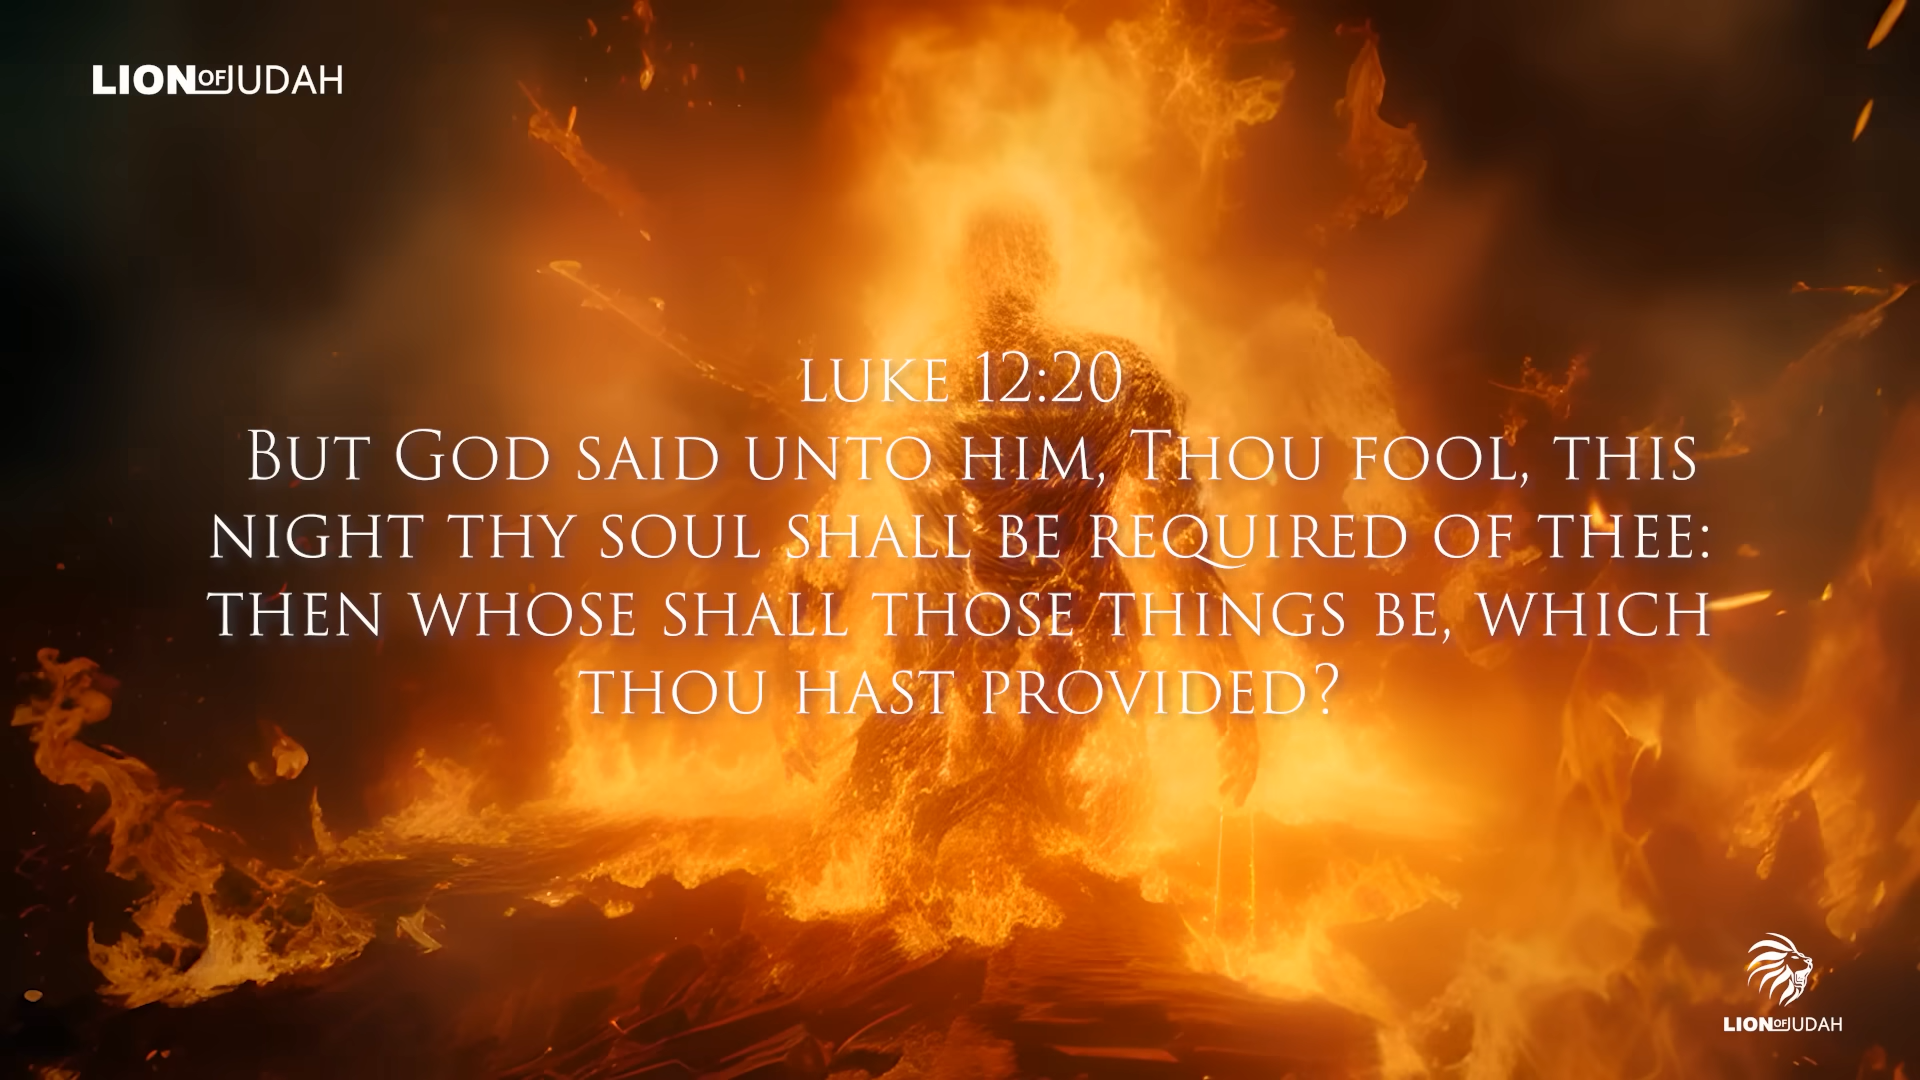 LIONOFJUDAH
LUKE 12:20
But God said unto him, Thou fool, this
night thy soul shall be required of thee:
then whose shall those things be, which
thou hast provided?
LIONOFJUDAH